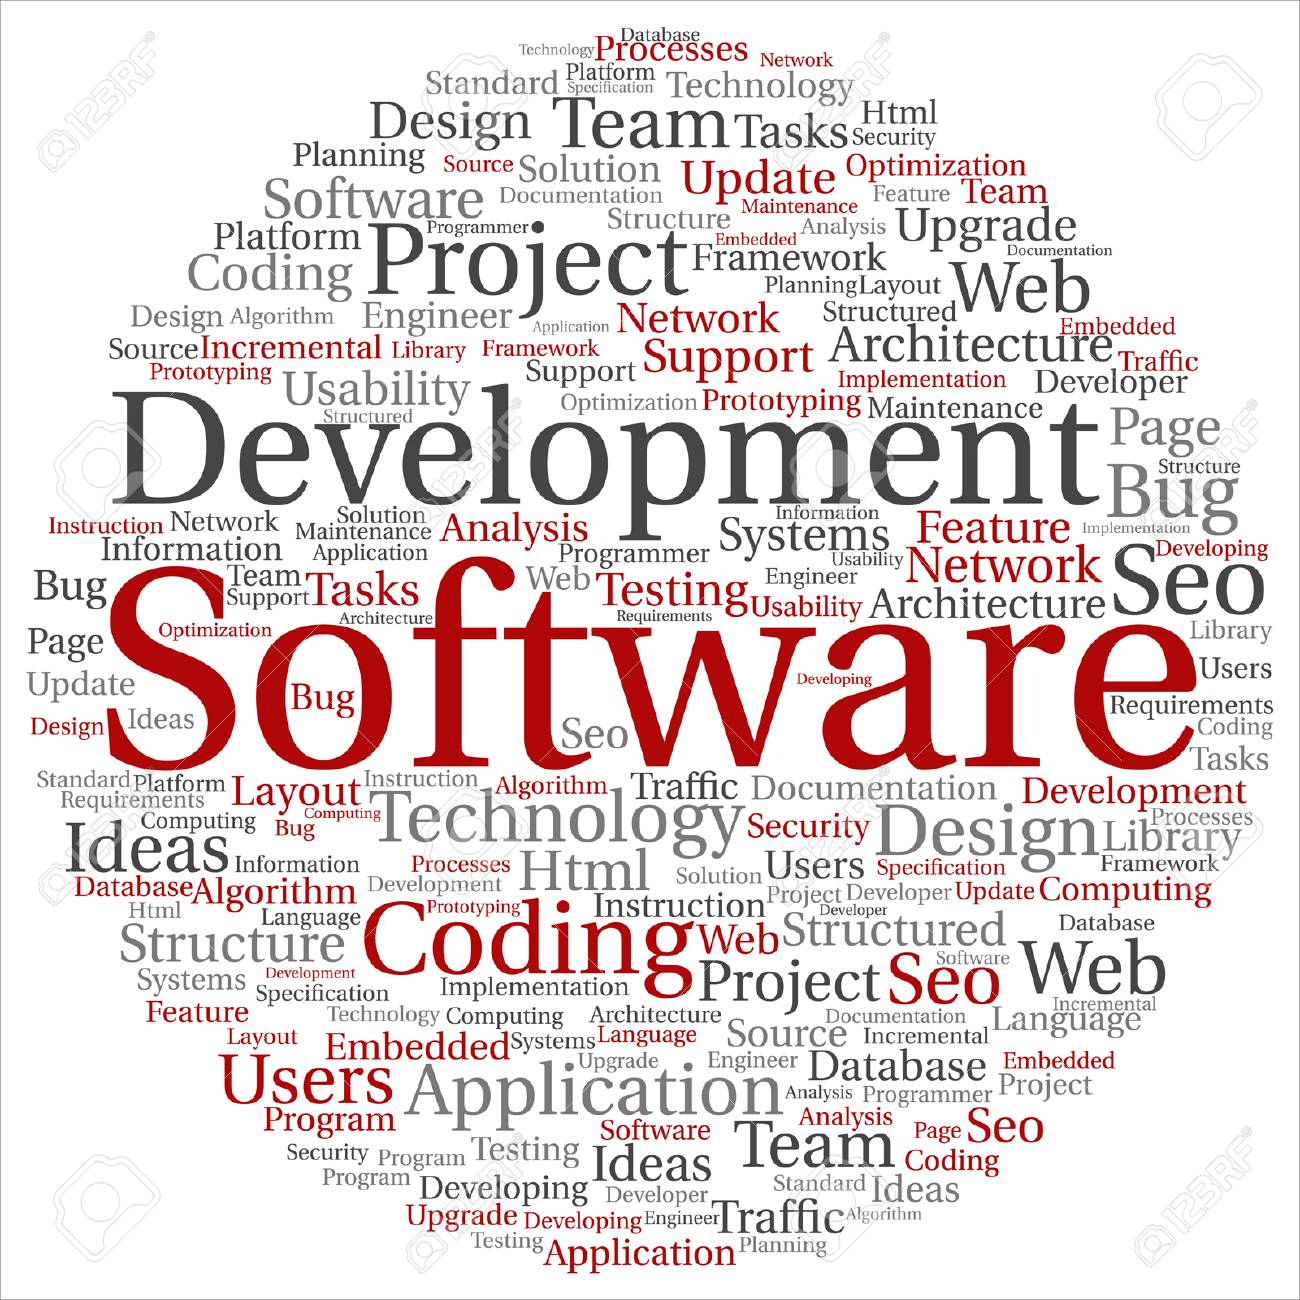 Database
Technology Processes Network
Standard Platform Technology
Specification
Design Team Tasks Html
Security
Planning Source Solution Update Optimization
Software Documentation Maintenance Feature Team
Platform Programmer Project Structure Embedded Analysis Upgrade
Coding Framework Documentation
Planning Layout Web
Design Algorithm Engineer Application Network Structured Embedded
Source Incremental Library Framework Support Architecture Traffic
Prototyping Usability Support Implementation Developer
Structured Optimization Prototyping Maintenance
Development Page
Structure
Bug
Instruction Network Solution Analysis Information Feature Implementation
Information Maintenance Systems Developing
Application Programmer Usability Network
Bug Team Tasks Web Testing Engineer Seo
Support Architecture Requirements Usability Architecture
Software
Optimization Library
Page Users
Update Bug Developing Requirements
Design Ideas Seo Coding
Tasks
Standard Platform Layout Instruction Algorithm Traffic Documentation Development
Requirements Computing Computing Technology Security Design Processes
Ideas Bug Library
Information Processes Html Solution Users Specification Framework
Database Algorithm Development Project Developer Update Computing
Html Language Prototyping Instruction Developer Database
Structure Coding Web Structured Software Web
Systems Development Implementation Project Seo
Specification Incremental
Feature Technology Computing Architecture Documentation Language
Layout Embedded Systems Language Source Incremental
Users Upgrade Engineer Database Embedded
Application Analysis Programmer Project
Program Software Analysis Page Seo
Security Program Testing Ideas Team Coding
Program Developing Developer Standard Ideas
Upgrade Developing Engineer Traffic Algorithm
Testing Application Planning
123RF